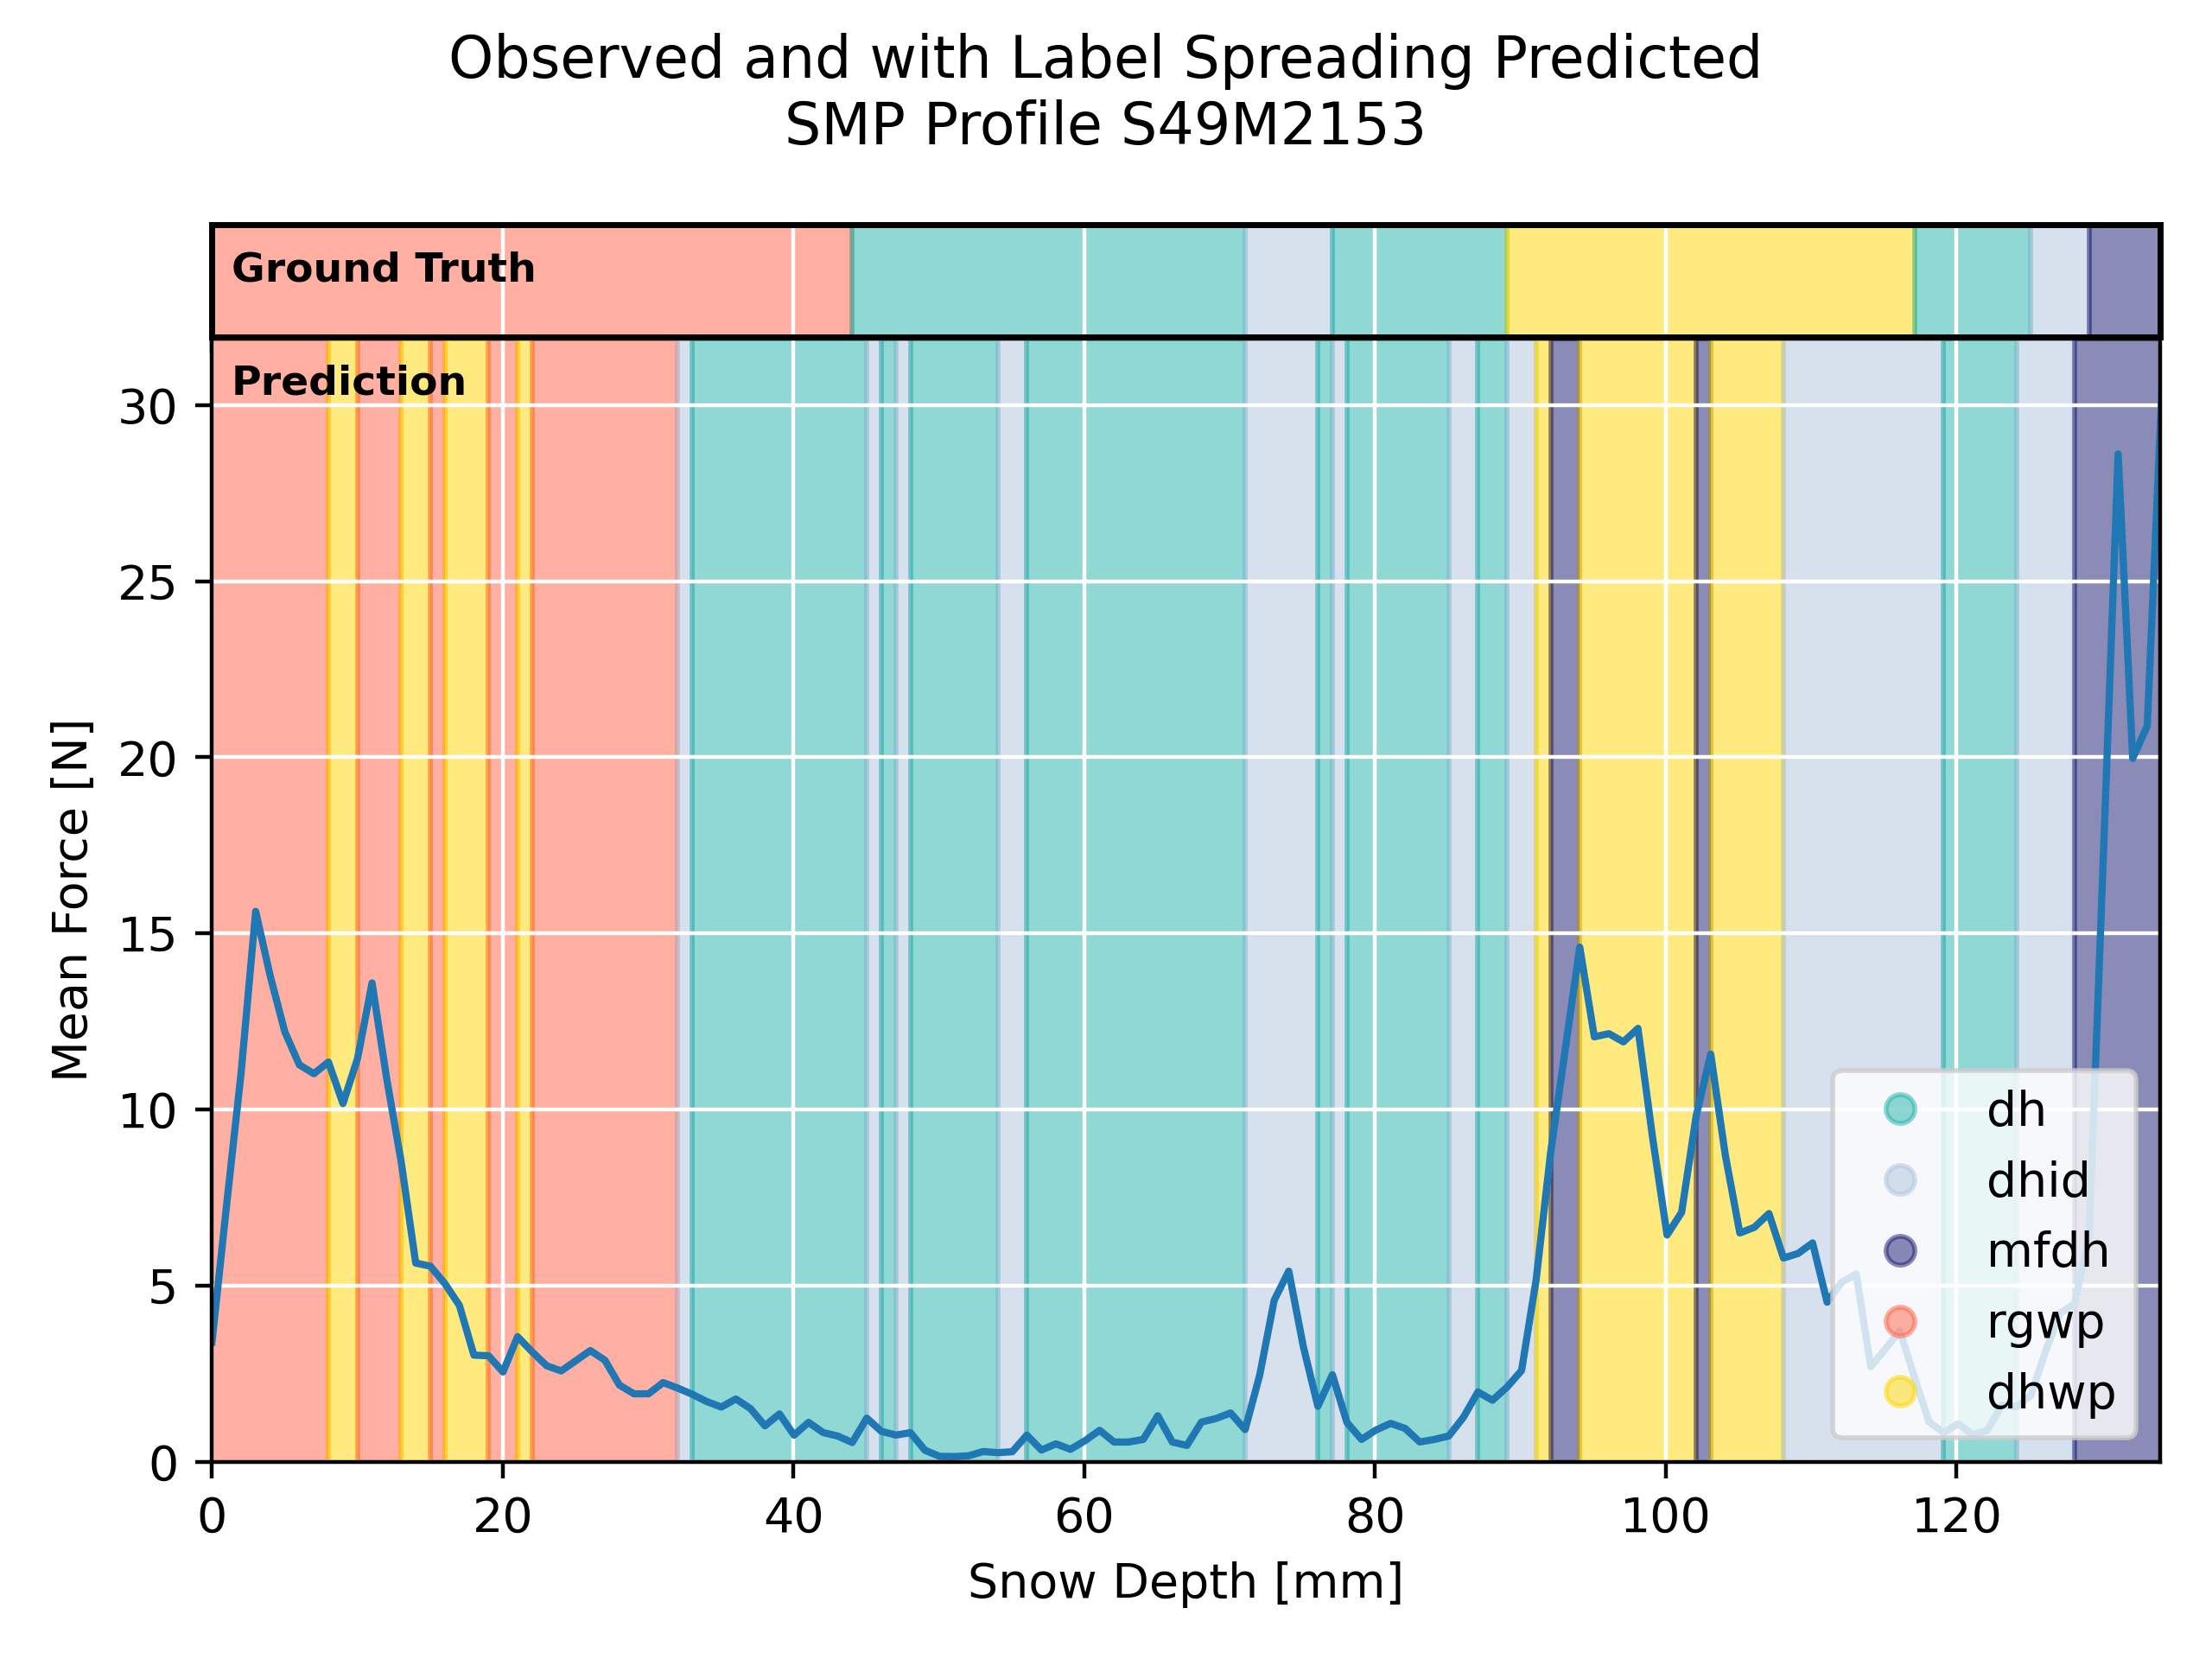 Observed and with Label Spreading Predicted
SMP Profile S49M2153
Ground Truth
Prediction
30
25
20
15
10
5
0
Mean Force [N]
dh
dhid
mfdh
rgwp
dhwp
0 20 40 60 80 100 120
Snow Depth [mm]